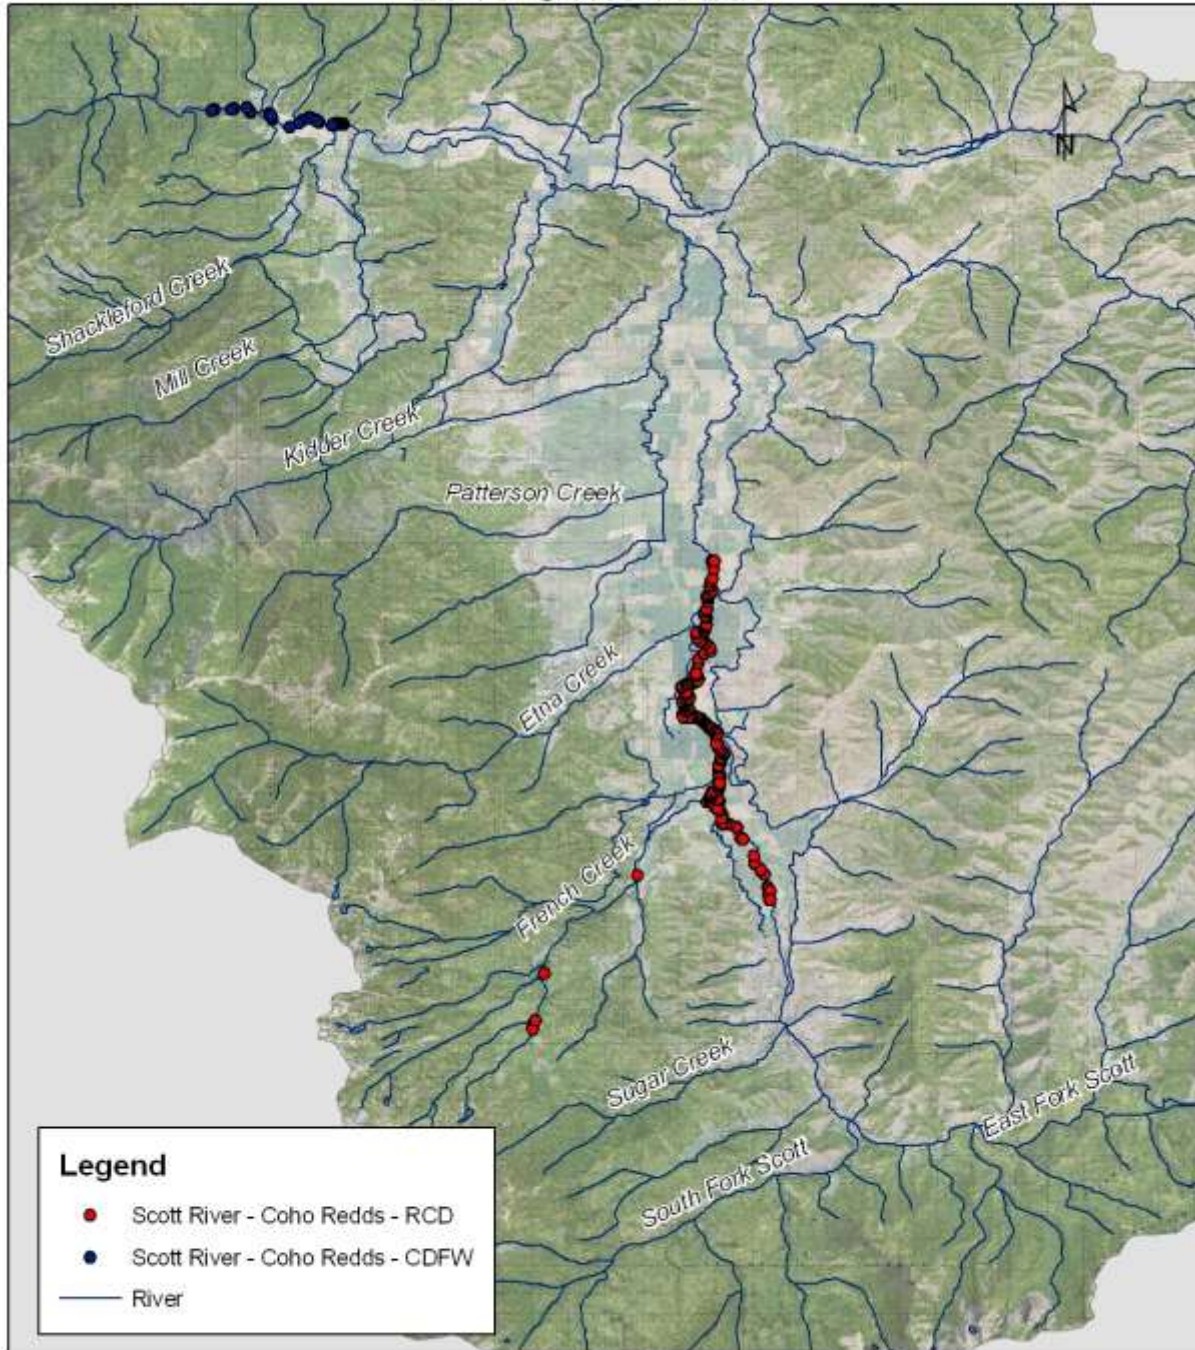 N
Shackleford Creek
Mill Creek
Kidder Creek
Patterson Creek
Etna Creek
French Creek
Sugar Creek
East Fork Scott
South Fork Scott
Legend
Scott River - Coho Redds - RCD
Scott River - Coho Redds - CDFW
River